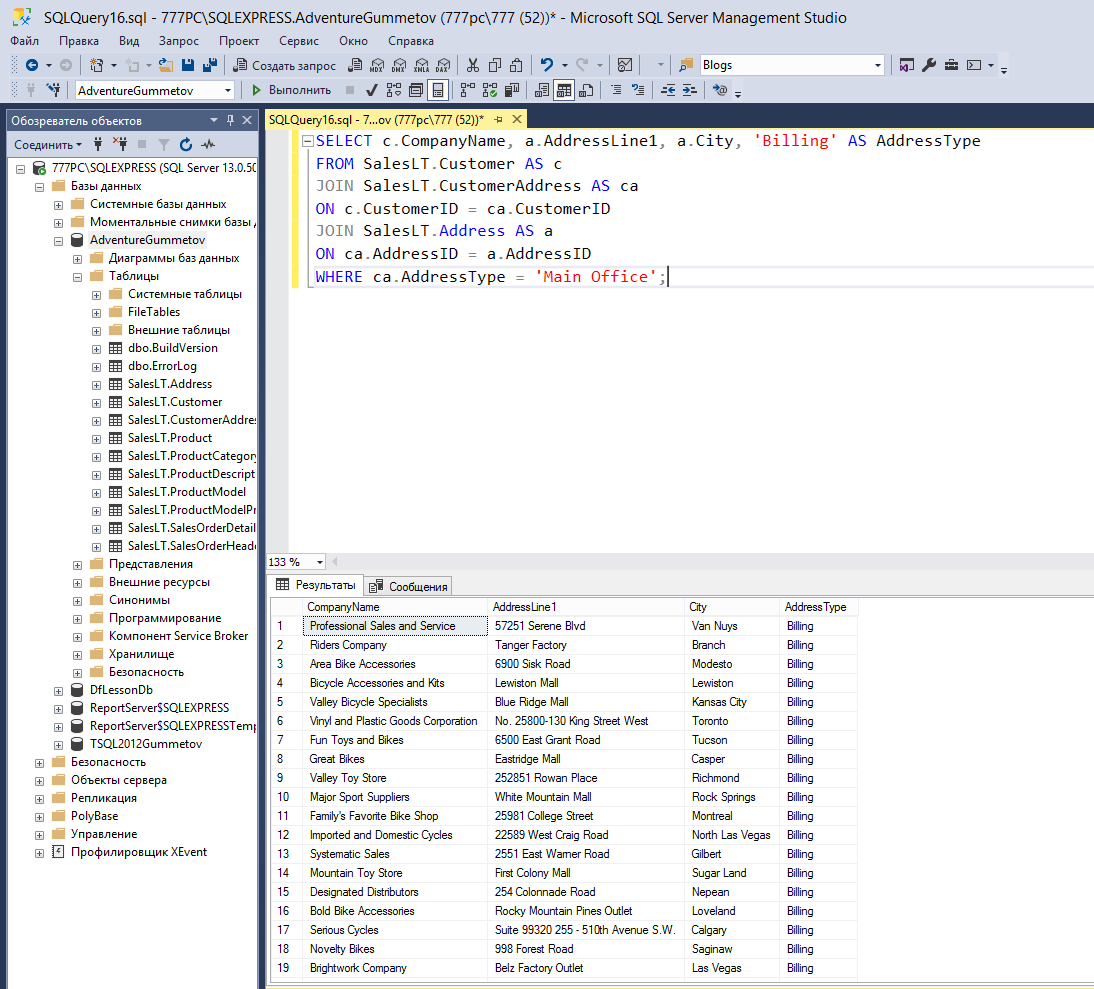 SQLQuery16.sql - 777PC\SQLEXPRESS.AdventureGummetov (777pc\777 (52))* - Microsoft SQL Server Management Studio
Файл Правка Вид Запрос Проект Сервис Окно Справка
Создать запрос MDX DMX XMLA DAX Blogs
AdventureGummetov Выполнить
Обозреватель объектов
Соединить
777PC\SQLEXPRESS (SQL Server 13.0.50
Базы данных
Системные базы данных
Моментальные снимки базы д
AdventureGummetov
Диаграммы баз данных
Таблицы
Системные таблицы
FileTables
Внешние таблицы
dbo.BuildVersion
dbo.ErrorLog
SalesLT.Address
SalesLT.Customer
SalesLT.CustomerAddres
SalesLT.Product
SalesLT.ProductCategory
SalesLT.ProductDescript
SalesLT.ProductModel
SalesLT.ProductModelPr
SalesLT.SalesOrderDetail
SalesLT.SalesOrderHeade
Представления
Внешние ресурсы
Синонимы
Программирование
Компонент Service Broker
Хранилище
Безопасность
DfLessonDb
ReportServer$SQLEXPRESS
ReportServer$SQLEXPRESSTemp
TSQL2012Gummetov
Безопасность
Объекты сервера
Репликация
PolyBase
Управление
Профилировщик XEvent
SQLQuery16.sql - 7...ov (777pc\777 (52))*
SELECT c.CompanyName, a.AddressLine1, a.City, 'Billing' AS AddressType
FROM SalesLT.Customer AS c
JOIN SalesLT.CustomerAddress AS ca
ON c.CustomerID = ca.CustomerID
JOIN SalesLT.Address AS a
ON ca.AddressID = a.AddressID
WHERE ca.AddressType = 'Main Office';
133 %
Результаты Сообщения
CompanyName AddressLine1 City AddressType
1 Professional Sales and Service 57251 Serene Blvd Van Nuys Billing
2 Riders Company Tanger Factory Branch Billing
3 Area Bike Accessories 6900 Sisk Road Modesto Billing
4 Bicycle Accessories and Kits Lewiston Mall Lewiston Billing
5 Valley Bicycle Specialists Blue Ridge Mall Kansas City Billing
6 Vinyl and Plastic Goods Corporation No. 25800-130 King Street West Toronto Billing
7 Fun Toys and Bikes 6500 East Grant Road Tucson Billing
8 Great Bikes Eastridge Mall Casper Billing
9 Valley Toy Store 252851 Rowan Place Richmond Billing
10 Major Sport Suppliers White Mountain Mall Rock Springs Billing
11 Family's Favorite Bike Shop 25981 College Street Montreal Billing
12 Imported and Domestic Cycles 22589 West Craig Road North Las Vegas Billing
13 Systematic Sales 2551 East Warner Road Gilbert Billing
14 Mountain Toy Store First Colony Mall Sugar Land Billing
15 Designated Distributors 254 Colonnade Road Nepean Billing
16 Bold Bike Accessories Rocky Mountain Pines Outlet Loveland Billing
17 Serious Cycles Suite 99320 255 - 510th Avenue S.W. Calgary Billing
18 Novelty Bikes 998 Forest Road Saginaw Billing
19 Brightwork Company Belz Factory Outlet Las Vegas Billing